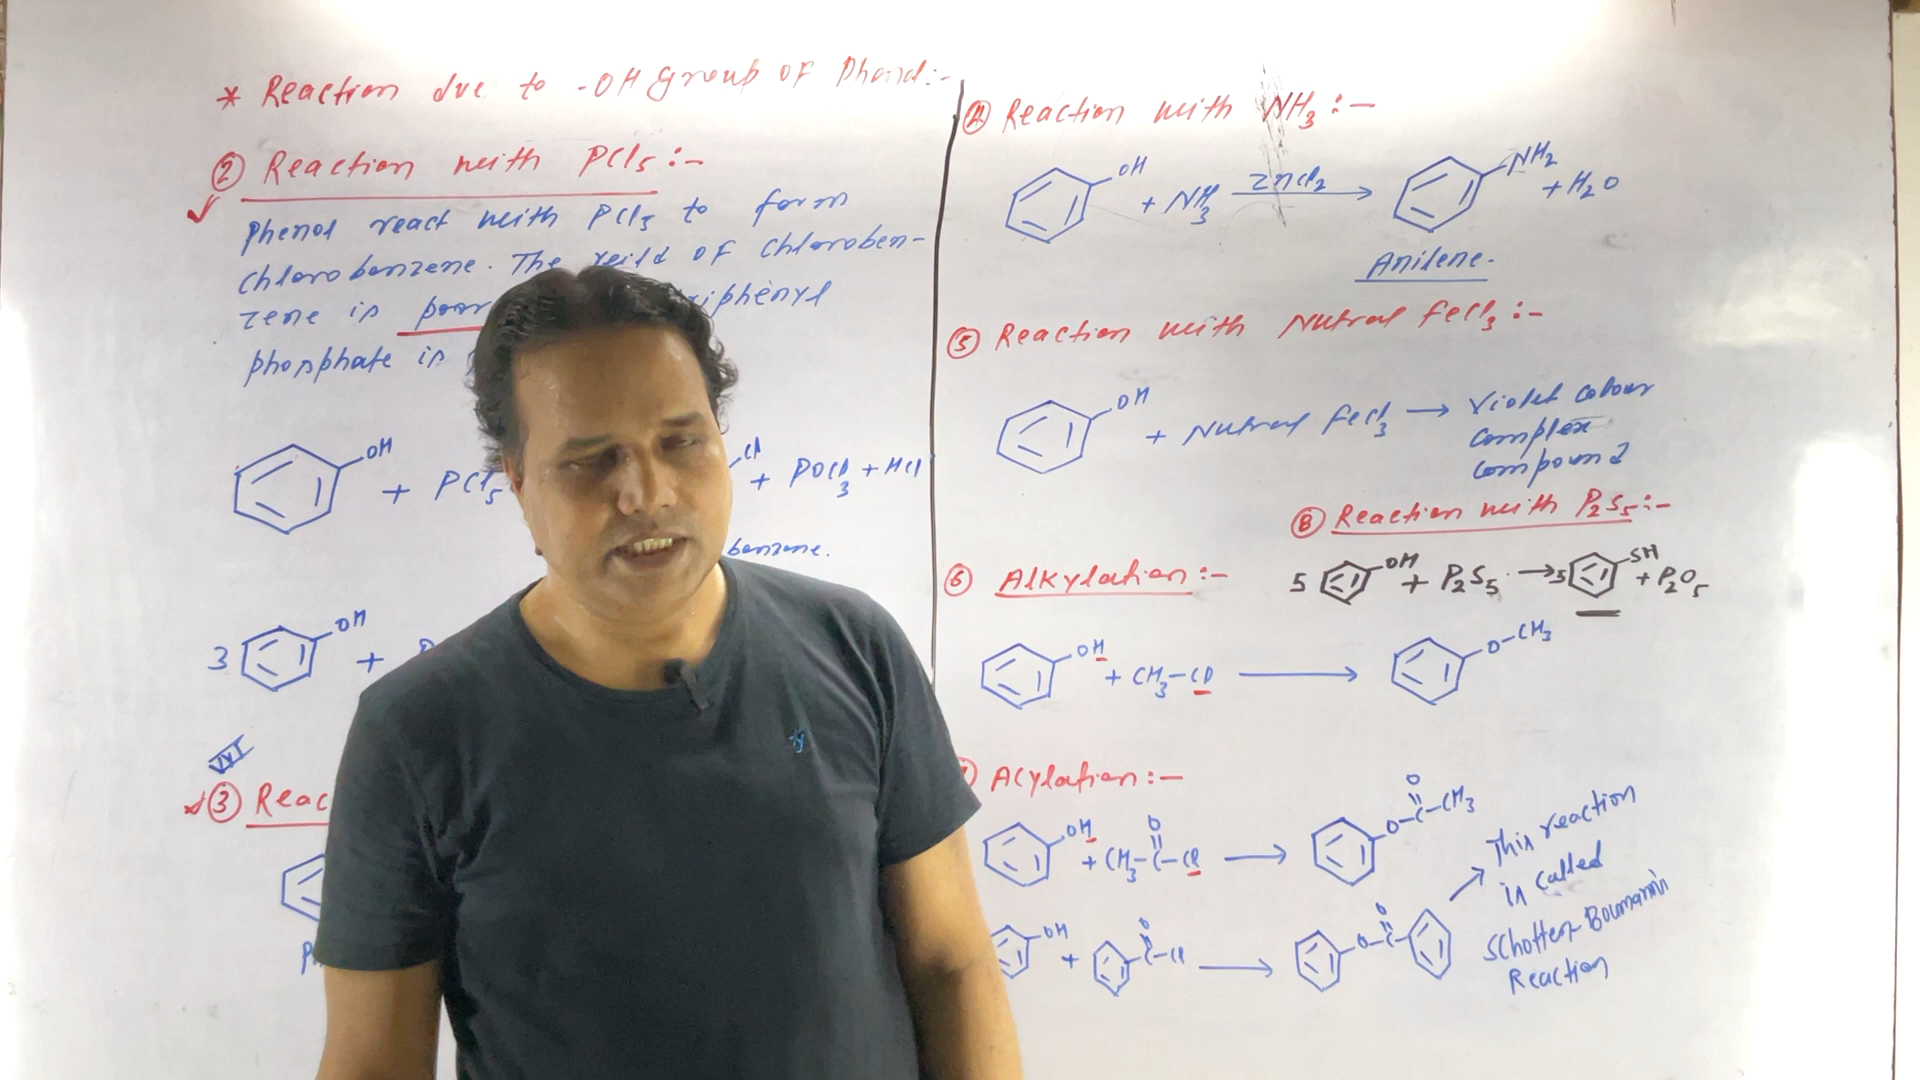 * Reaction due to -OH group of Phenol:-
② Reaction with PCl5:-
Phenol react with PCl5 to form
chlorobenzene. The yeild of chloroben-
zene is poor iphenyl
phosphate is
OH
+ PCl5 Cl + POCl3 + HCl
benzene.
3 OH +
VVI
③ Reac
④ Reaction with NH3:-
OH + NH3 ZnCl2 → NH2 + H2O
Anilene.
⑤ Reaction with Nutral FeCl3:-
OH + Nutral FeCl3 → Violet colour
complex
compound
⑧ Reaction with P2S5:-
5 OH + P2S5 → 5 SH + P2O5
⑥ Alkylation:-
OH + CH3-Cl → O-CH3
Acylation:-
OH + CH3-C-Cl → O-C-CH3
O O
OH + C-Cl → O-C
O O
→ This reaction
is called
Schotten-Boumann's
Reaction